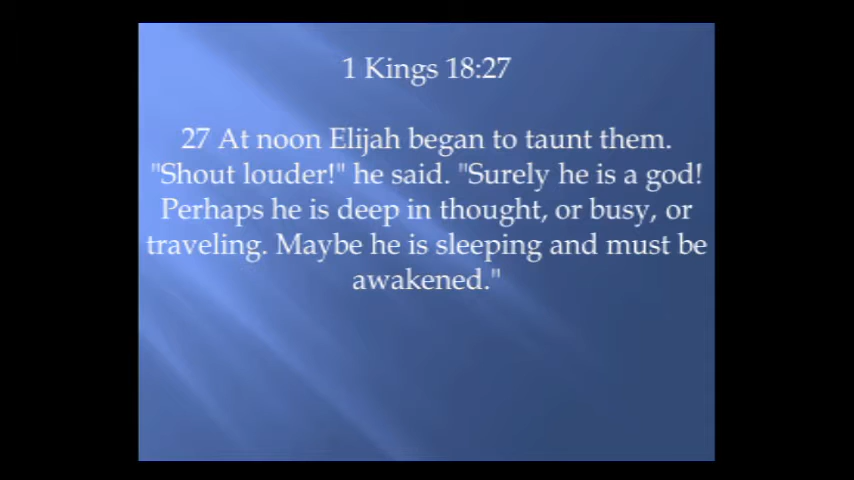 1 Kings 18:27
27 At noon Elijah began to taunt them.
"Shout louder!" he said. "Surely he is a god!
Perhaps he is deep in thought, or busy, or
traveling. Maybe he is sleeping and must be
awakened."